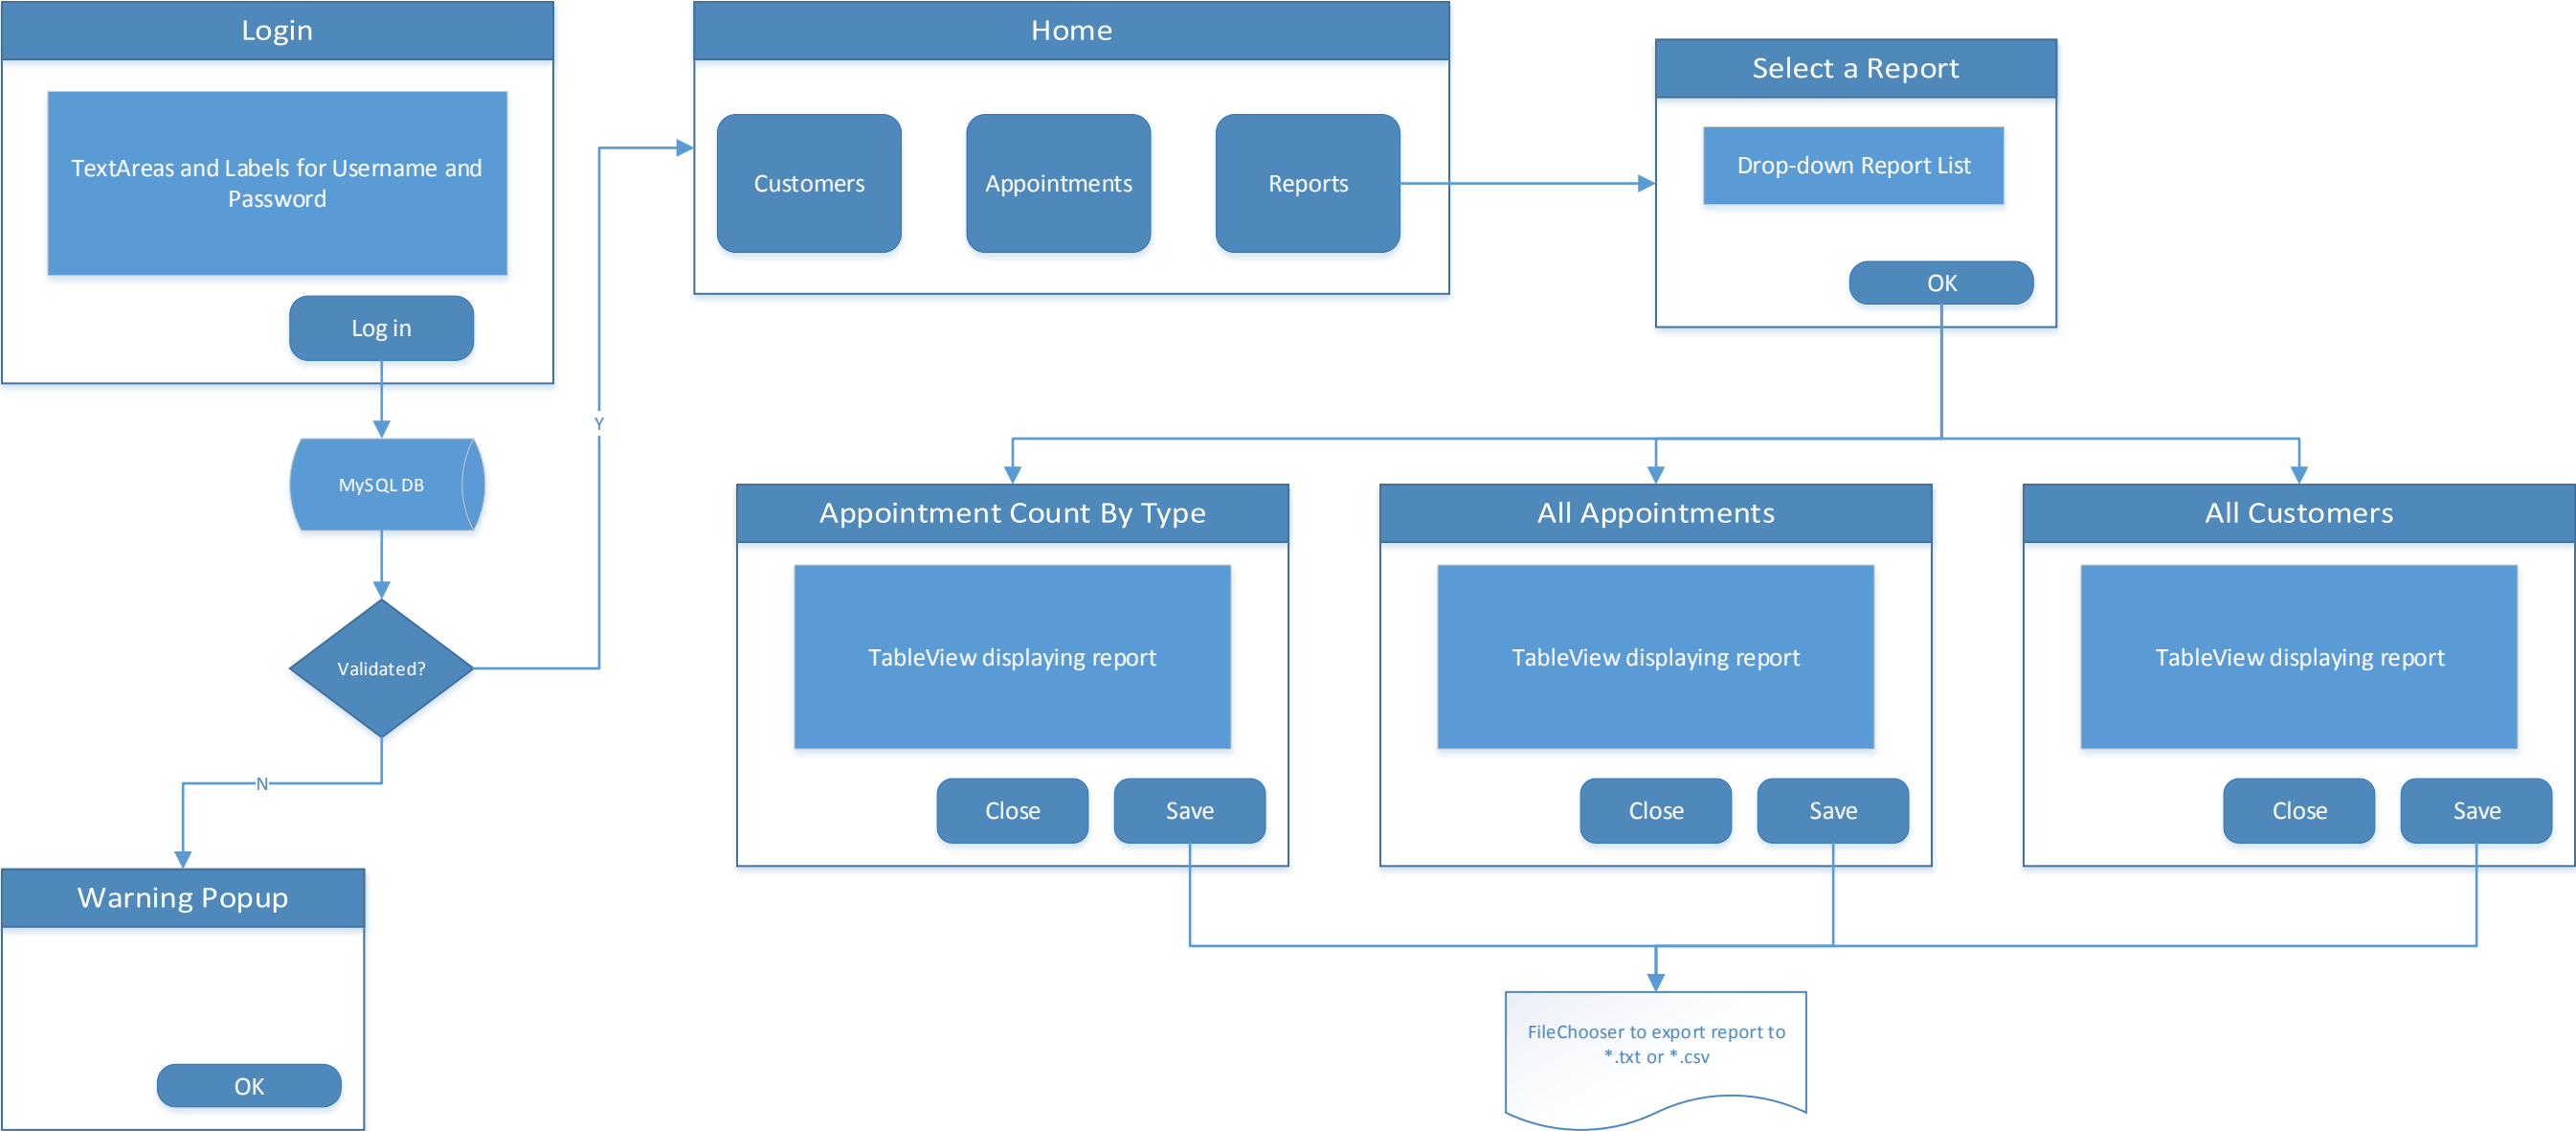 Login
TextAreas and Labels for Username and
Password
Log in
MySQL DB
Validated?
Y
N
Warning Popup
OK
Home
Customers
Appointments
Reports
Select a Report
Drop-down Report List
OK
Appointment Count By Type
TableView displaying report
Close
Save
All Appointments
TableView displaying report
Close
Save
All Customers
TableView displaying report
Close
Save
FileChooser to export report to
*.txt or *.csv